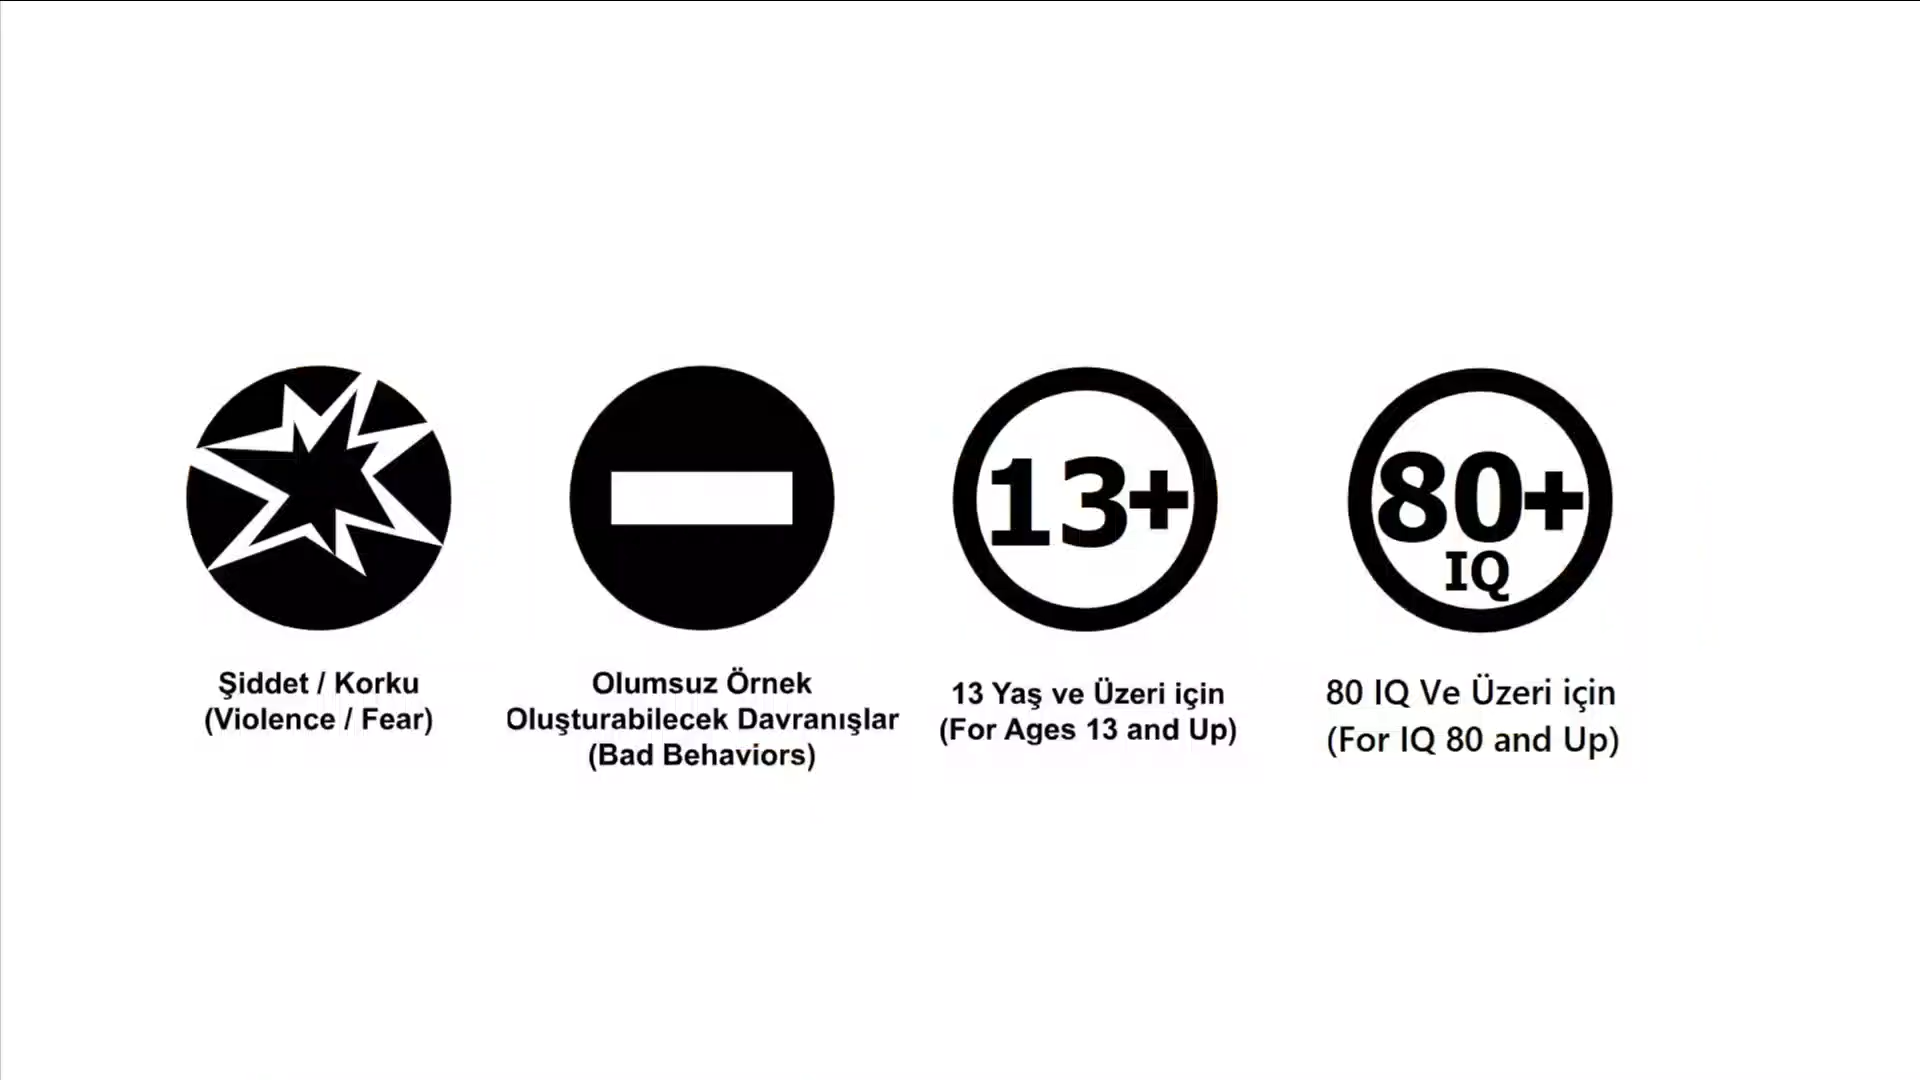 13+
80+
IQ
Şiddet / Korku
(Violence / Fear)
Olumsuz Örnek
Oluşturabilecek Davranışlar
(Bad Behaviors)
13 Yaş ve Üzeri için
(For Ages 13 and Up)
80 IQ Ve Üzeri için
(For IQ 80 and Up)